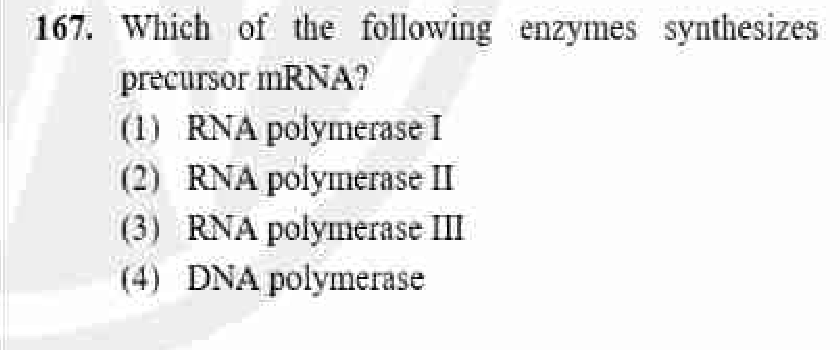 167. Which of the following enzymes synthesizes
precursor mRNA?
(1) RNA polymerase I
(2) RNA polymerase II
(3) RNA polymerase III
(4) DNA polymerase